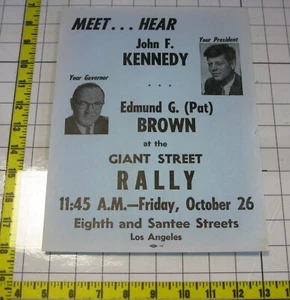 MEET... HEAR
Your President
John F.
KENNEDY
...
Your Governor
Edmund G. (Pat)
BROWN
at the
GIANT STREET
RALLY
11:45 A.M.—Friday, October 26
Eighth and Santee Streets
Los Angeles